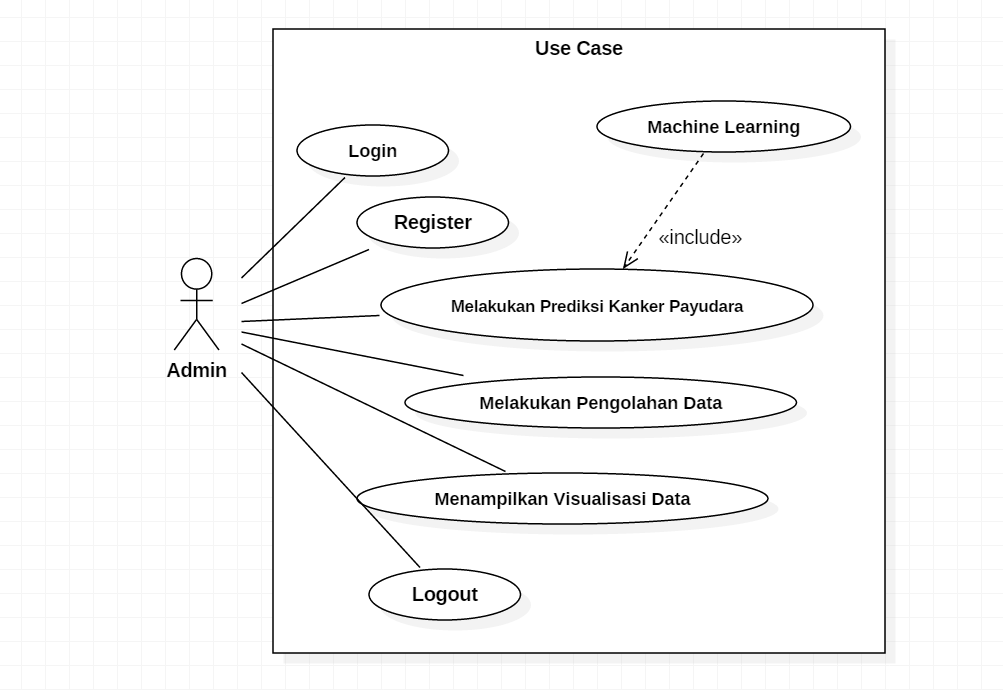 Use Case
Machine Learning
Login
Register
«include»
Melakukan Prediksi Kanker Payudara
Admin
Melakukan Pengolahan Data
Menampilkan Visualisasi Data
Logout